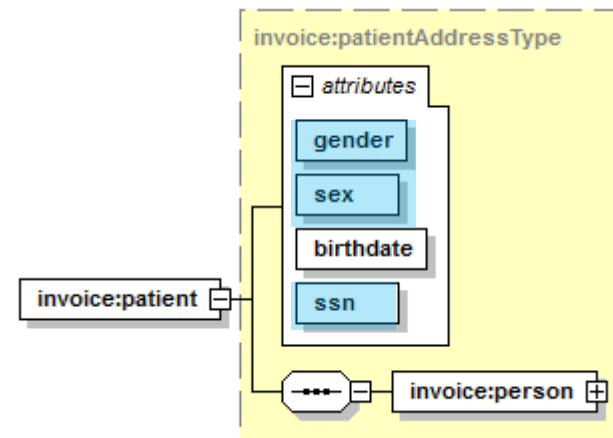 invoice:patientAddressType
attributes
gender
sex
birthdate
invoice:patient
ssn
invoice:person